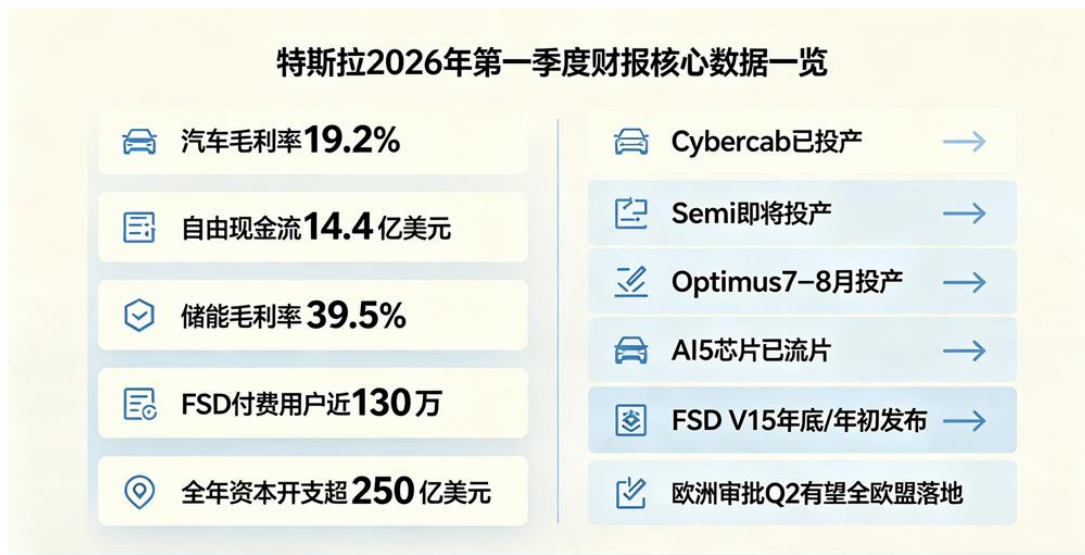 特斯拉2026年第一季度财报核心数据一览
汽车毛利率19.2%
自由现金流14.4亿美元
储能毛利率39.5%
FSD付费用户近130万
全年资本开支超250亿美元
Cybercab已投产
Semi即将投产
Optimus7–8月投产
AI5芯片已流片
FSD V15年底/年初发布
欧洲审批Q2有望全欧盟落地